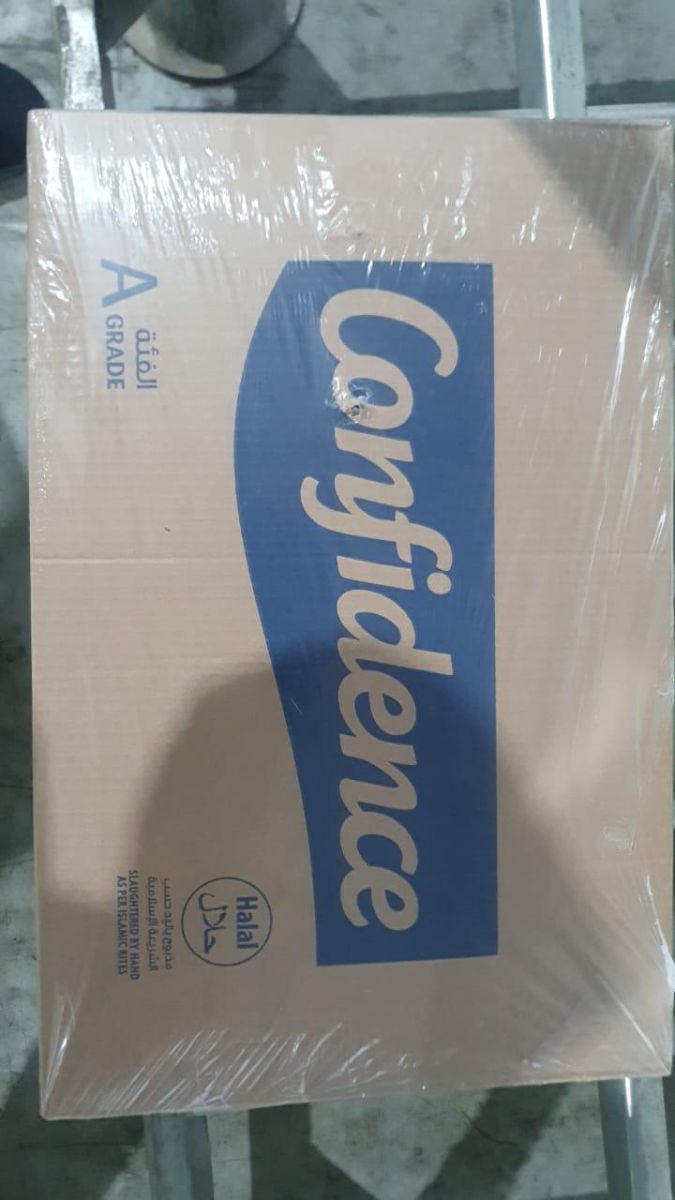 Confidence
الفئة
A GRADE
Halal
حلال
مذبوح باليد حسب
الشريعة الإسلامية
SLAUGHTERED BY HAND
AS PER ISLAMIC RITES